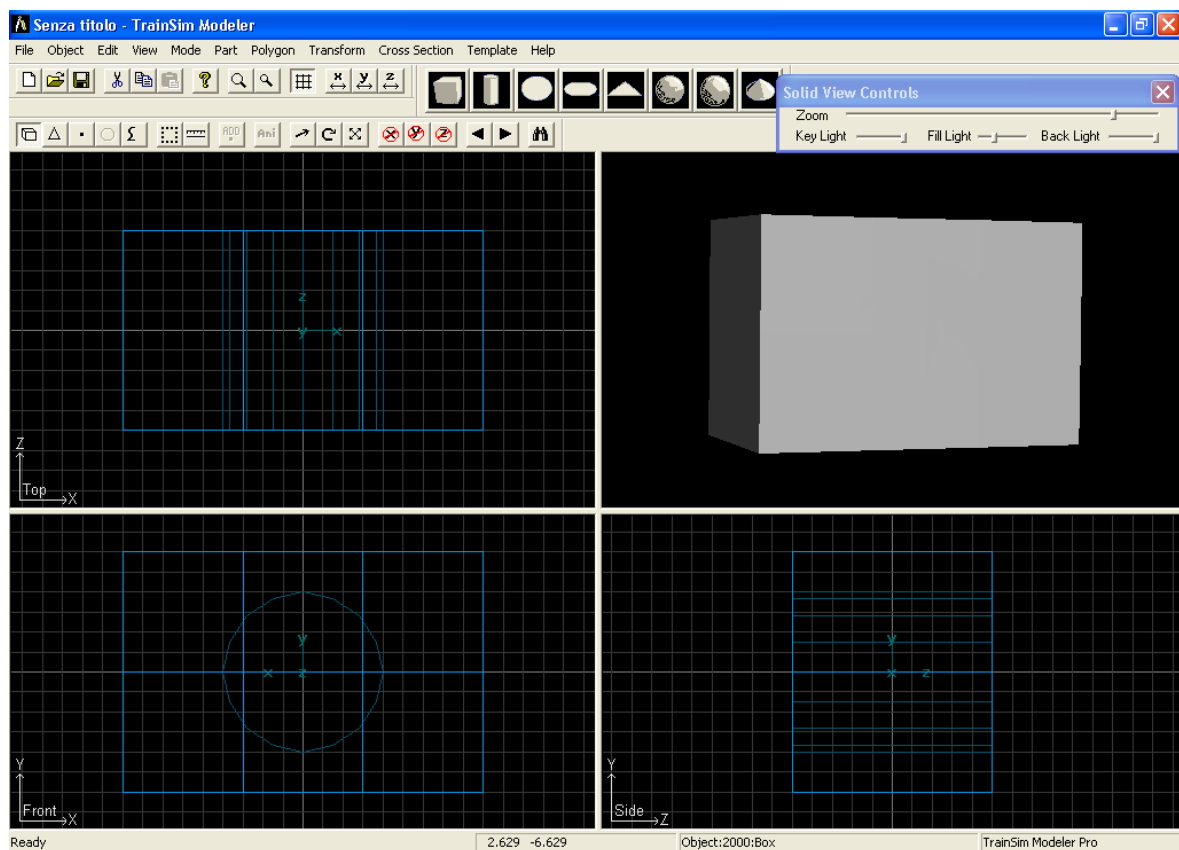 Senza titolo - TrainSim Modeler
File Object Edit View Mode Part Polygon Transform Cross Section Template Help
x y z
Solid View Controls
Zoom
Key Light Fill Light Back Light
ADD Ani x y z
z
y x
Z
Top
X
y
x z
Y
Front
X
y
x z
Y
Side
Z
Ready 2.629 -6.629 Object:2000:Box TrainSim Modeler Pro